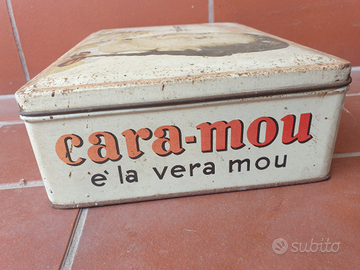 cara-mou
è la vera mou
subito